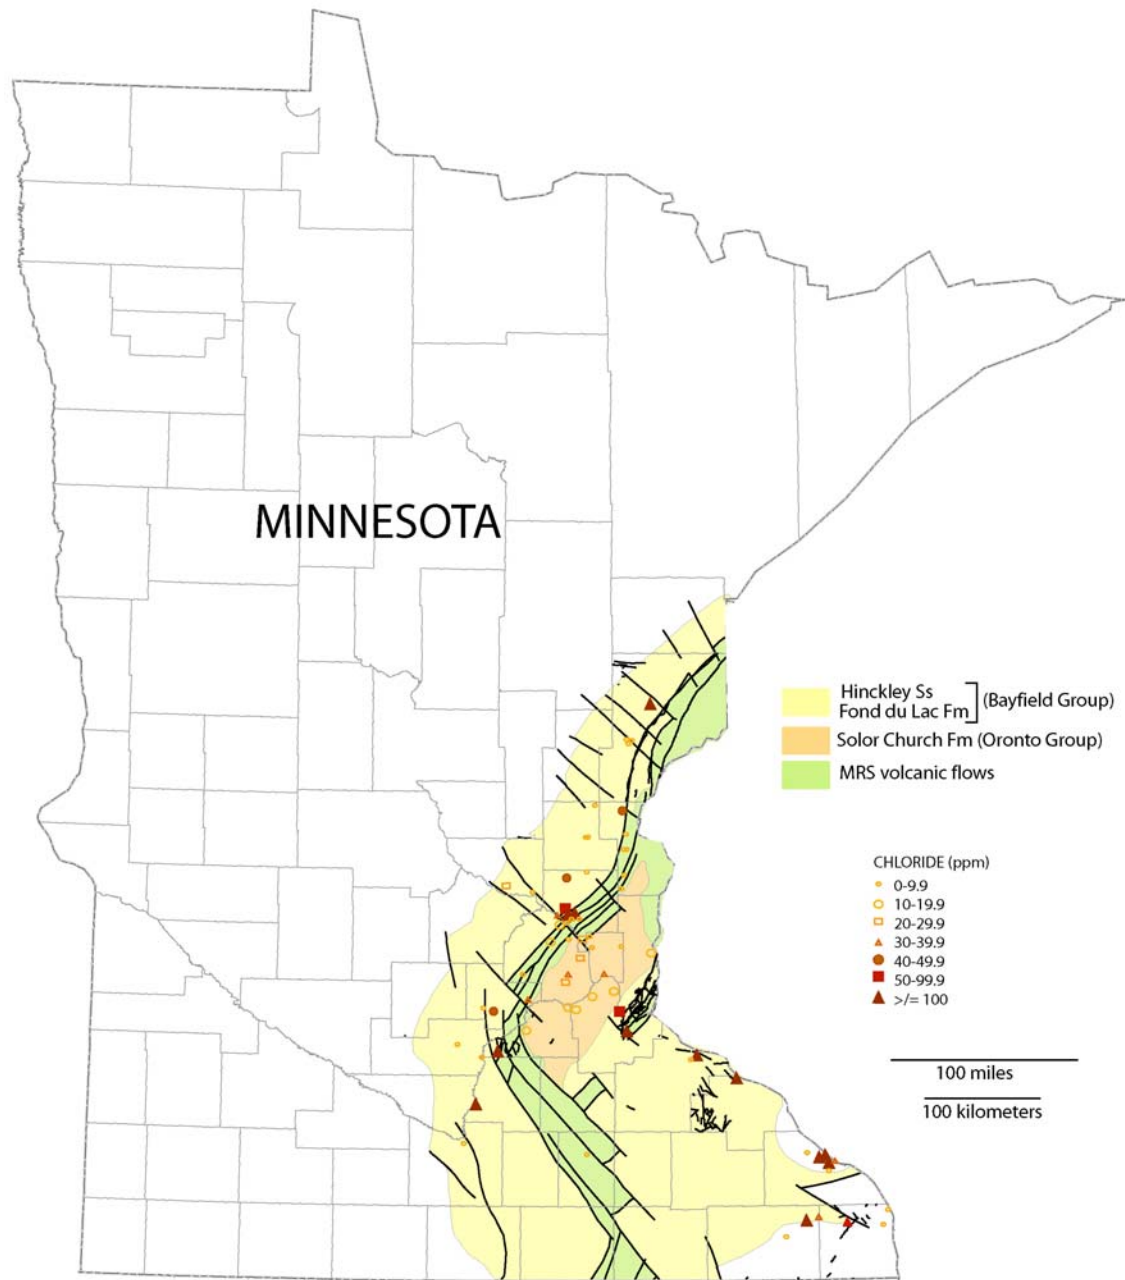 MINNESOTA
Hinckley Ss
Fond du Lac Fm
(Bayfield Group)
Solor Church Fm (Oronto Group)
MRS volcanic flows
CHLORIDE (ppm)
0-9.9
10-19.9
20-29.9
30-39.9
40-49.9
50-99.9
>/= 100
100 miles
100 kilometers